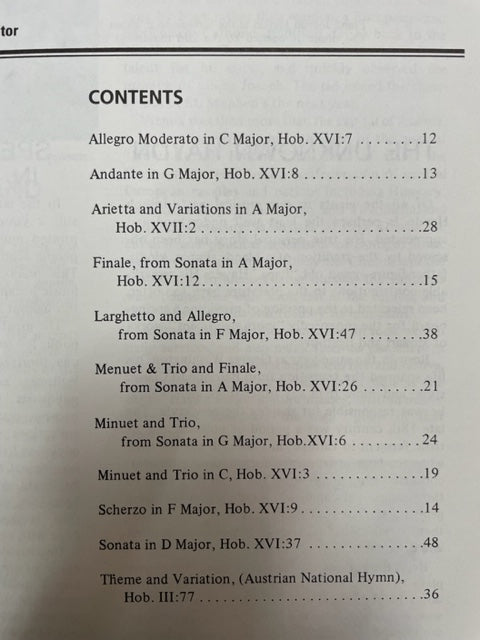 tor
CONTENTS
Allegro Moderato in C Major, Hob. XVI:7 ........12
Andante in G Major, Hob. XVI:8 .............13
Arietta and Variations in A Major,
Hob. XVII:2 ........................28
Finale, from Sonata in A Major,
Hob. XVI:12........................15
Larghetto and Allegro,
from Sonata in F Major, Hob. XVI:47 ........38
Menuet & Trio and Finale,
from Sonata in A Major, Hob. XVI:26 ........21
Minuet and Trio,
from Sonata in G Major, Hob.XVI:6 .........24
Minuet and Trio in C, Hob. XVI:3 .............19
Scherzo in F Major, Hob. XVI:9...............14
Sonata in D Major, Hob. XVI:37 ..............48
Theme and Variation, (Austrian National Hymn),
Hob. III:77 ..........................36